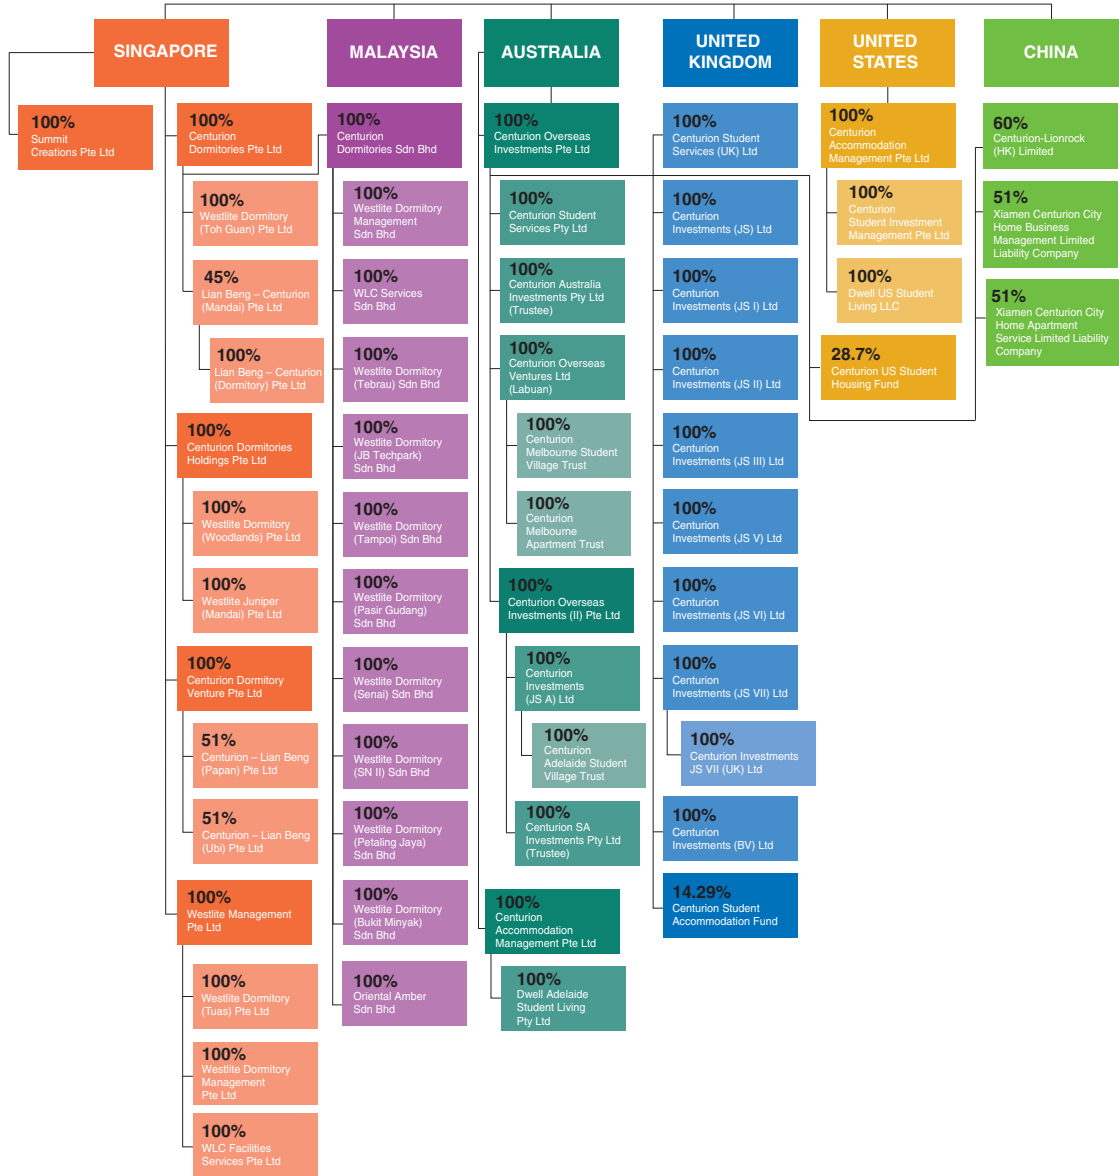 SINGAPORE
100%
Summit
Creations Pte Ltd
100%
Centurion
Dormitories Pte Ltd
100%
Westlite Dormitory
(Toh Guan) Pte Ltd
45%
Lian Beng – Centurion
(Mandai) Pte Ltd
100%
Lian Beng – Centurion
(Dormitory) Pte Ltd
100%
Centurion Dormitories
Holdings Pte Ltd
100%
Westlite Dormitory
(Woodlands) Pte Ltd
100%
Westlite Juniper
(Mandai) Pte Ltd
100%
Centurion Dormitory
Venture Pte Ltd
51%
Centurion – Lian Beng
(Papan) Pte Ltd
51%
Centurion – Lian Beng
(Ubi) Pte Ltd
100%
Westlite Management
Pte Ltd
100%
Westlite Dormitory
(Tuas) Pte Ltd
100%
Westlite Dormitory
Management
Pte Ltd
100%
WLC Facilities
Services Pte Ltd
MALAYSIA
100%
Centurion
Dormitories Sdn Bhd
100%
Westlite Dormitory
Management
Sdn Bhd
100%
WLC Services
Sdn Bhd
100%
Westlite Dormitory
(Tebrau) Sdn Bhd
100%
Westlite Dormitory
(JB Techpark)
Sdn Bhd
100%
Westlite Dormitory
(Tampoi) Sdn Bhd
100%
Westlite Dormitory
(Pasir Gudang)
Sdn Bhd
100%
Westlite Dormitory
(Senai) Sdn Bhd
100%
Westlite Dormitory
(SN II) Sdn Bhd
100%
Westlite Dormitory
(Petaling Jaya)
Sdn Bhd
100%
Westlite Dormitory
(Bukit Minyak)
Sdn Bhd
100%
Oriental Amber
Sdn Bhd
AUSTRALIA
100%
Centurion Overseas
Investments Pte Ltd
100%
Centurion Student
Services Pty Ltd
100%
Centurion Australia
Investments Pty Ltd
(Trustee)
100%
Centurion Overseas
Ventures Ltd
(Labuan)
100%
Centurion
Melbourne Student
Village Trust
100%
Centurion
Melbourne
Apartment Trust
100%
Centurion Overseas
Investments (II) Pte Ltd
100%
Centurion
Investments
(JS A) Ltd
100%
Centurion
Adelaide Student
Village Trust
100%
Centurion SA
Investments Pty Ltd
(Trustee)
100%
Centurion
Accommodation
Management Pte Ltd
100%
Dwell Adelaide
Student Living
Pty Ltd
UNITED
KINGDOM
100%
Centurion Student
Services (UK) Ltd
100%
Centurion
Investments (JS) Ltd
100%
Centurion
Investments (JS I) Ltd
100%
Centurion
Investments (JS II) Ltd
100%
Centurion
Investments (JS III) Ltd
100%
Centurion
Investments (JS V) Ltd
100%
Centurion
Investments (JS VI) Ltd
100%
Centurion
Investments (JS VII) Ltd
100%
Centurion Investments
JS VII (UK) Ltd
100%
Centurion
Investments (BV) Ltd
14.29%
Centurion Student
Accommodation Fund
UNITED
STATES
100%
Centurion
Accommodation
Management Pte Ltd
100%
Centurion
Student Investment
Management Pte Ltd
100%
Dwell US Student
Living LLC
28.7%
Centurion US Student
Housing Fund
CHINA
60%
Centurion-Lionrock
(HK) Limited
51%
Xiamen Centurion City
Home Business
Management Limited
Liability Company
51%
Xiamen Centurion City
Home Apartment
Service Limited Liability
Company